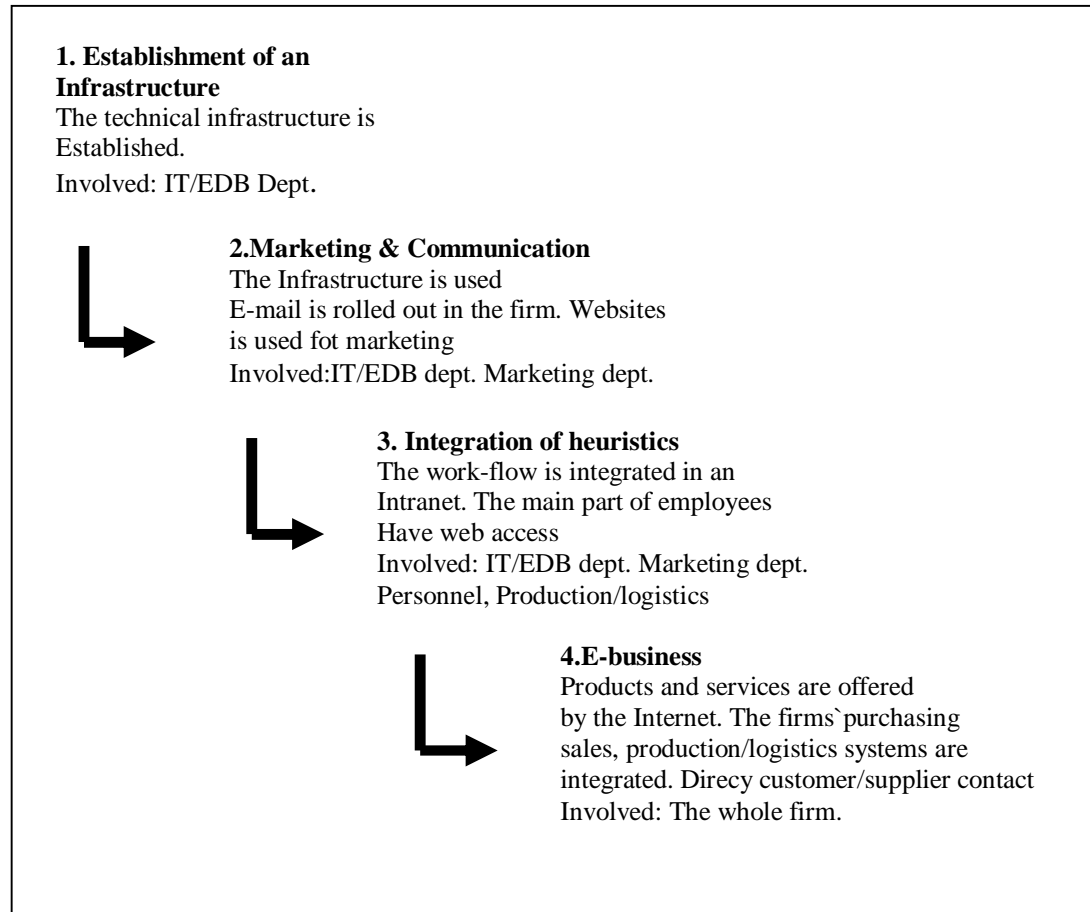 1. Establishment of an
Infrastructure
The technical infrastructure is
Established.
Involved: IT/EDB Dept.
2.Marketing & Communication
The Infrastructure is used
E-mail is rolled out in the firm. Websites
is used fot marketing
Involved:IT/EDB dept. Marketing dept.
3. Integration of heuristics
The work-flow is integrated in an
Intranet. The main part of employees
Have web access
Involved: IT/EDB dept. Marketing dept.
Personnel, Production/logistics
4.E-business
Products and services are offered
by the Internet. The firms`purchasing
sales, production/logistics systems are
integrated. Direcy customer/supplier contact
Involved: The whole firm.